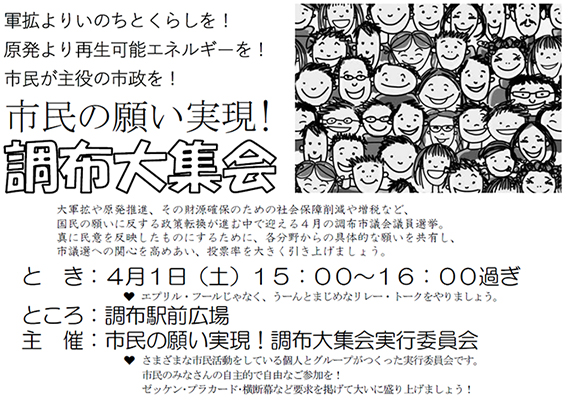 軍拡よりいのちとくらしを！
原発より再生可能エネルギーを！
市民が主役の市政を！
市民の願い実現！
調布大集会
大軍拡や原発推進、その財源確保のための社会保障削減や増税など、
国民の願いに反する政策転換が進む中で迎える４月の調布市議会議員選挙。
真に民意を反映したものにするために、各分野からの具体的な願いを共有し、
市議選への関心を高めあい、投票率を大きく引き上げましょう。
と　き：４月１日（土）１５：００～１６：００過ぎ
♥ エブリル・フールじゃなく、うーんとまじめなリレー・トークをやりましょう。
ところ：調布駅前広場
主　催：市民の願い実現！調布大集会実行委員会
♥ さまざまな市民活動をしている個人とグループがつくった実行委員会です。
市民のみなさんの自主的で自由なご参加を！
ゼッケン・プラカード・横断幕など要求を掲げて大いに盛り上げましょう！